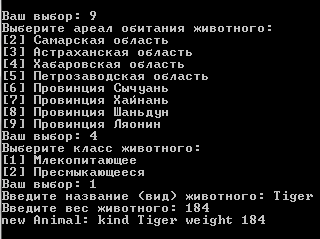 Ваш выбор: 9
Выберите ареал обитания животного:
[2] Самарская область
[3] Астраханская область
[4] Хабаровская область
[5] Петрозаводская область
[6] Провинция Сычуань
[7] Провинция Хайнань
[8] Провинция Шаньдун
[9] Провинция Ляонин
Ваш выбор: 4
Выберите класс животного:
[1] Млекопитающее
[2] Пресмыкающееся
Ваш выбор: 1
Введите название (вид) животного: Tiger
Введите вес животного: 184
new Animal: kind Tiger weight 184